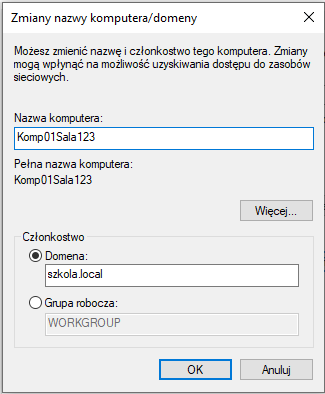 Zmiany nazwy komputera/domeny
Możesz zmienić nazwę i członkostwo tego komputera. Zmiany
mogą wpłynąć na możliwość uzyskiwania dostępu do zasobów
sieciowych.
Nazwa komputera:
Komp01Sala123
Pełna nazwa komputera:
Komp01Sala123
Więcej...
Członkostwo
Domena:
szkola.local
Grupa robocza:
WORKGROUP
OK
Anuluj